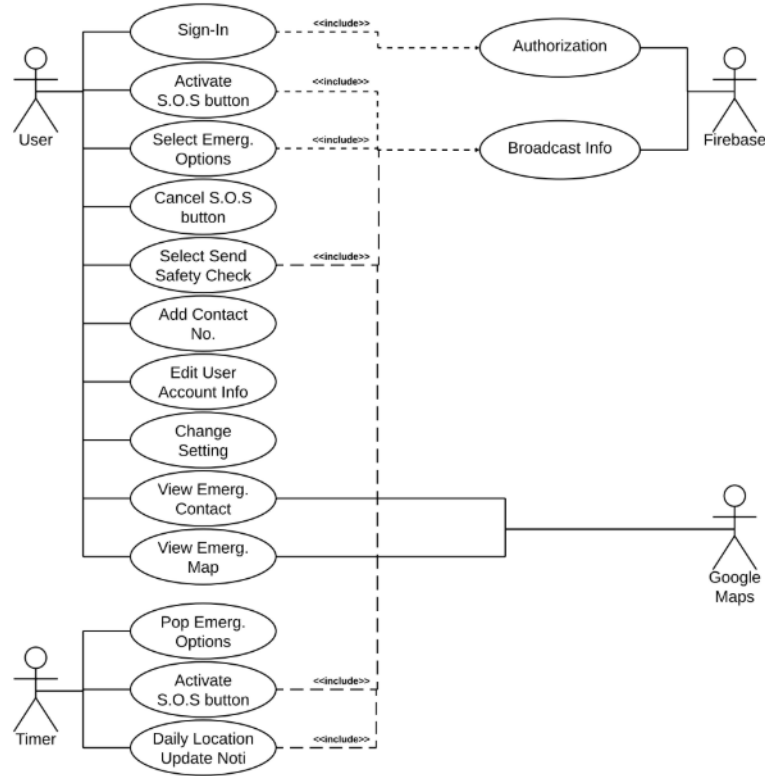 Sign-In
<<include>>
Authorization
Activate
S.O.S button
<<include>>
User
Select Emerg.
Options
<<include>>
Broadcast Info
Firebase
Cancel S.O.S
button
Select Send
Safety Check
<<include>>
Add Contact
No.
Edit User
Account Info
Change
Setting
View Emerg.
Contact
View Emerg.
Map
Google
Maps
Pop Emerg.
Options
Timer
Activate
S.O.S button
<<include>>
Daily Location
Update Noti
<<include>>